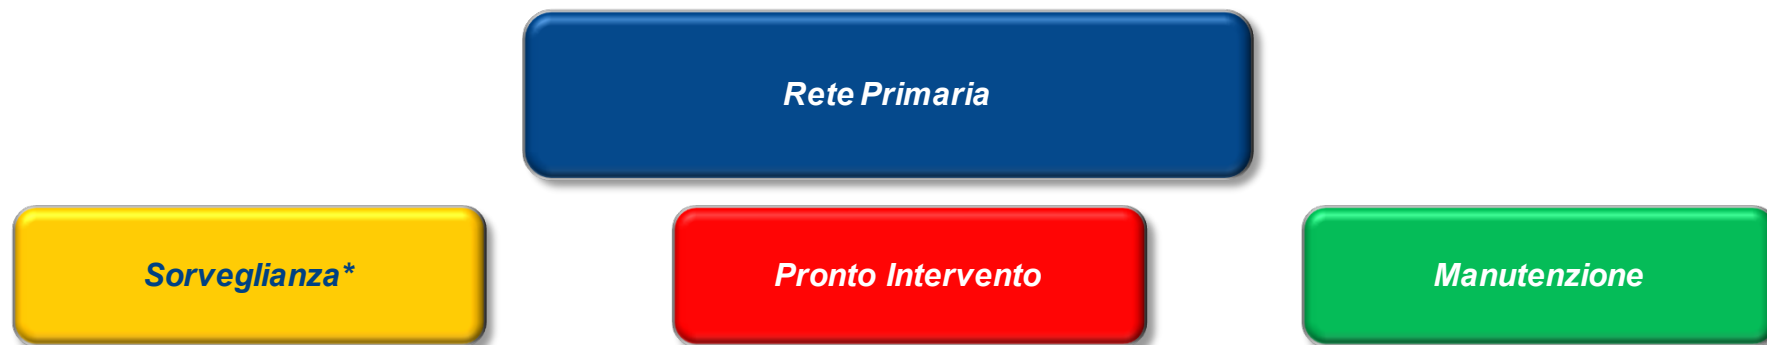 Rete Primaria
Sorveglianza*
Pronto Intervento
Manutenzione